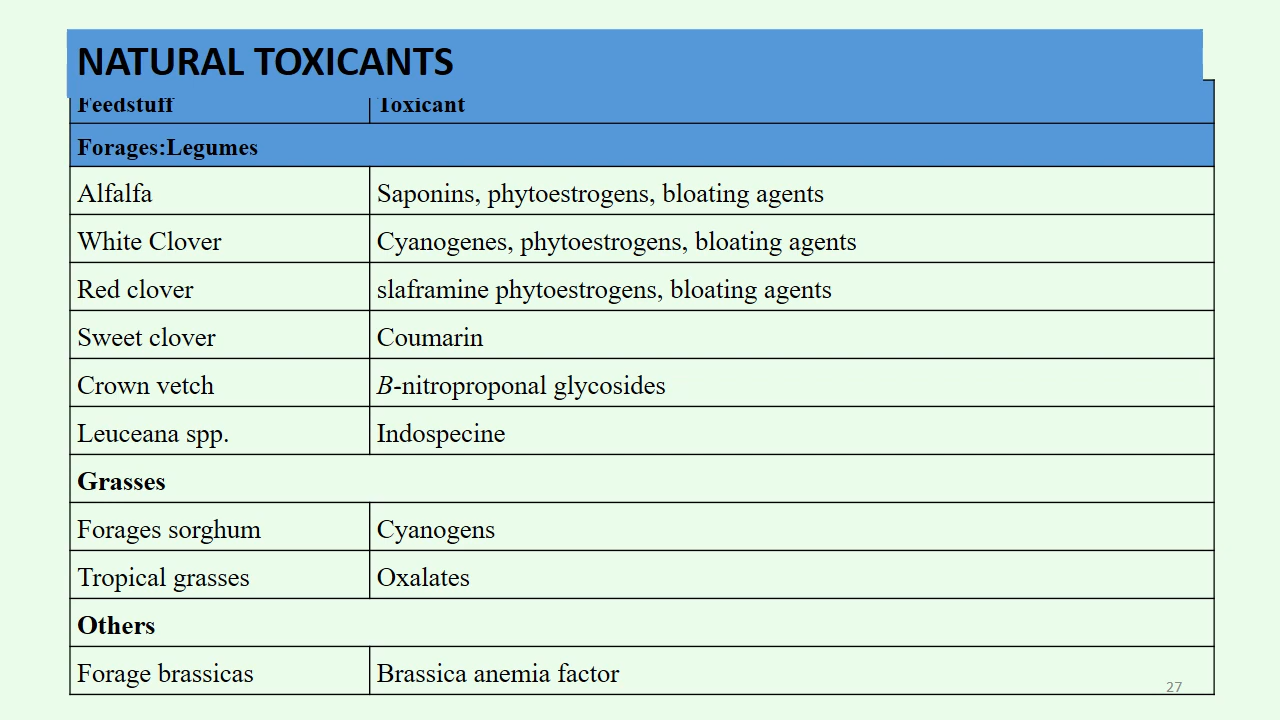 NATURAL TOXICANTS
Feedstuff Toxicant
Forages:Legumes
Alfalfa Saponins, phytoestrogens, bloating agents
White Clover Cyanogenes, phytoestrogens, bloating agents
Red clover slaframine phytoestrogens, bloating agents
Sweet clover Coumarin
Crown vetch B-nitroproponal glycosides
Leuceana spp. Indospecine
Grasses
Forages sorghum Cyanogens
Tropical grasses Oxalates
Others
Forage brassicas Brassica anemia factor
27